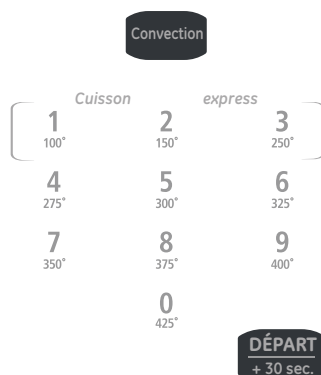 Convection
Cuisson express
1 2 3
100° 150° 250°
4 5 6
275° 300° 325°
7 8 9
350° 375° 400°
0
425°
DÉPART
+ 30 sec.